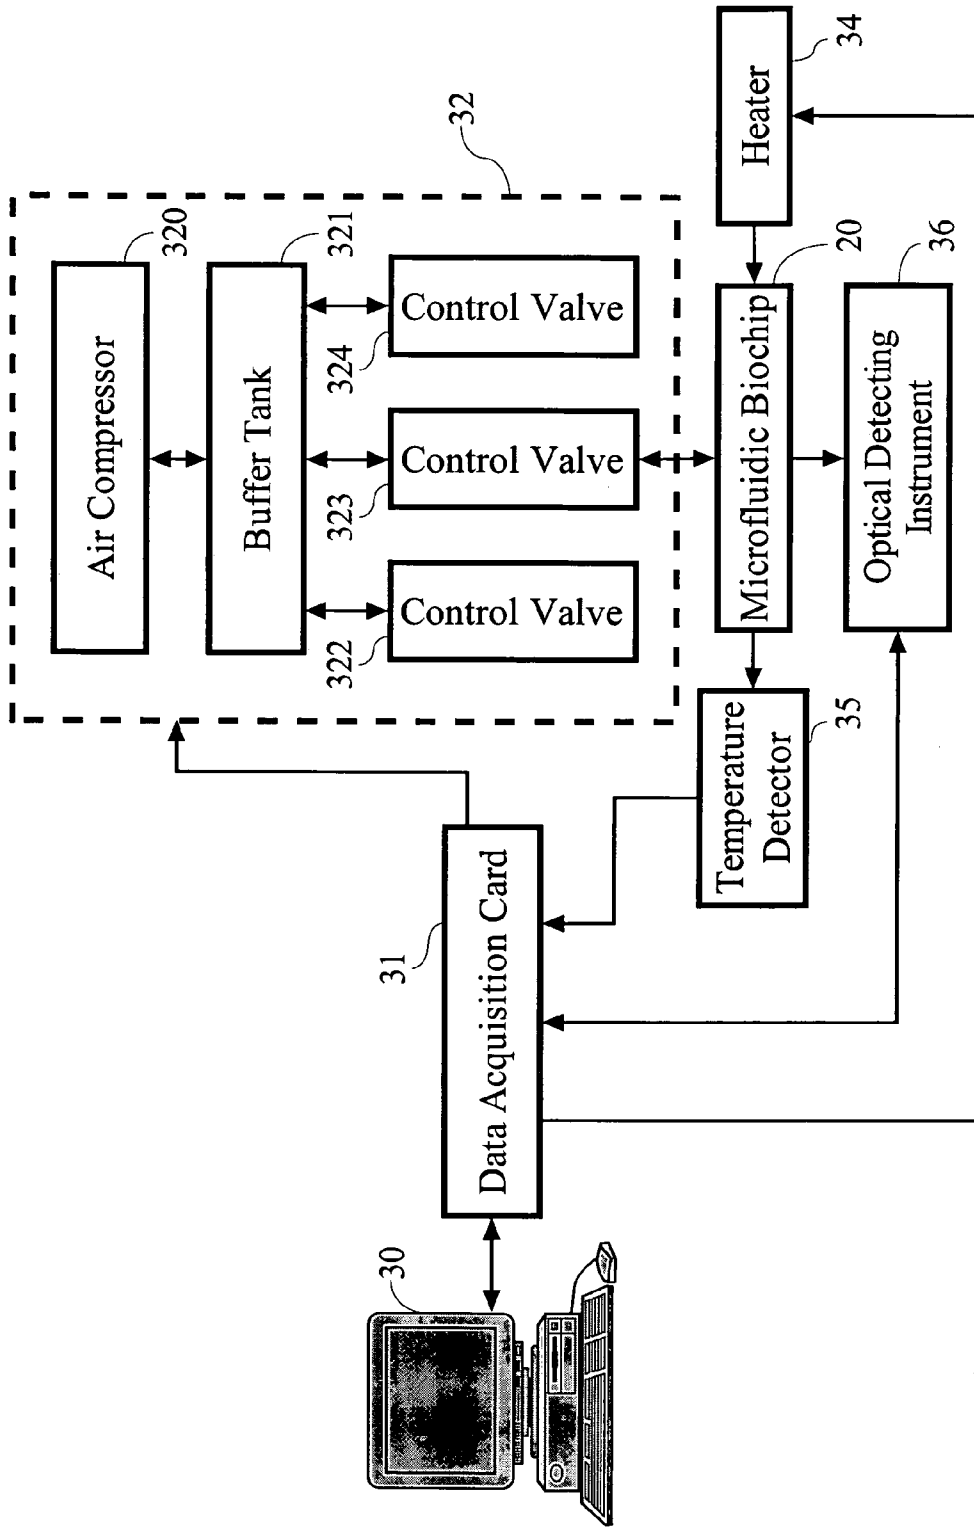 32
320
Air Compressor
321
Buffer Tank
322
Control Valve
323
Control Valve
324
Control Valve
30
31
Data Acquisition Card
Temperature
Detector
35
Microfluidic Biochip
20
Heater
34
Optical Detecting
Instrument
36